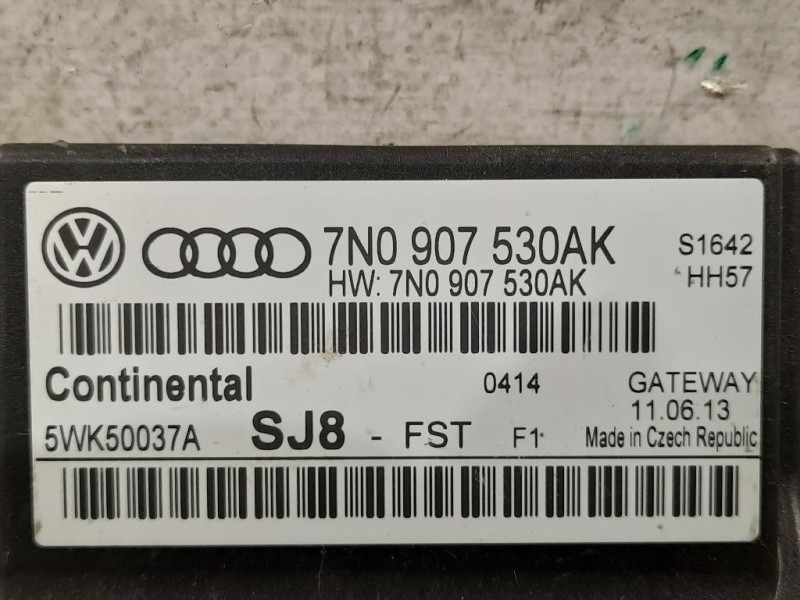 7N0 907 530AK
S1642
HW: 7N0 907 530AK
HH57
Continental
0414
GATEWAY
11.06.13
5WK50037A
SJ8 - FST
F1
Made in Czech Republic